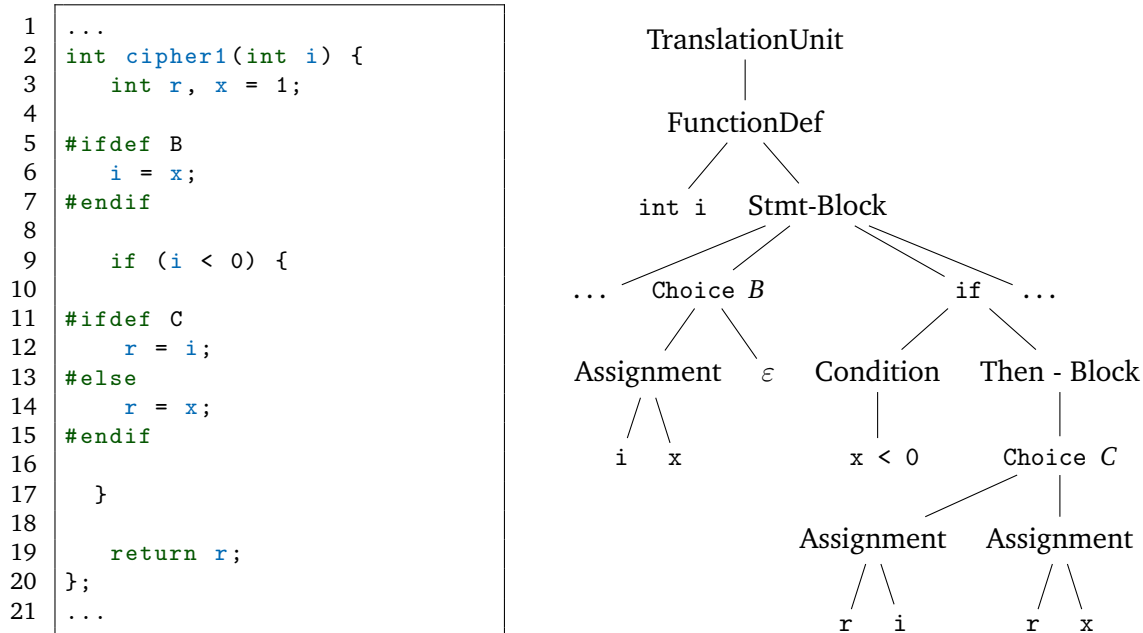 1 ...
2 int cipher1(int i) {
3 int r, x = 1;
4
5 #ifdef B
6 i = x;
7 #endif
8
9 if (i < 0) {
10
11 #ifdef C
12 r = i;
13 #else
14 r = x;
15 #endif
16
17 }
18
19 return r;
20 };
21 ...
TranslationUnit
FunctionDef
int i Stmt-Block
... Choice B if ...
Assignment ε Condition Then - Block
i x x < 0 Choice C
Assignment Assignment
r i r x